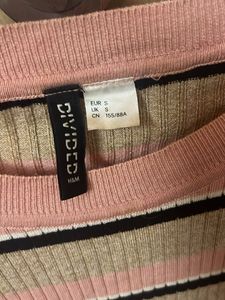 DIVIDED
H&M
EUR S
UK S
CN 155/88A